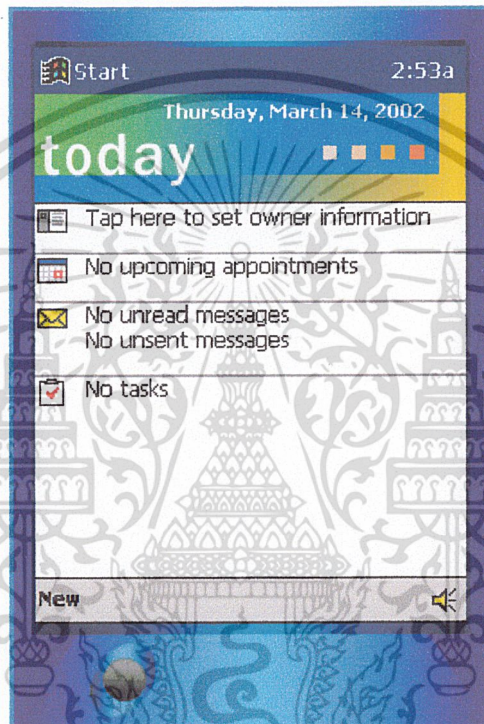 Start 2:53a
Thursday, March 14, 2002
today
Tap here to set owner information
No upcoming appointments
No unread messages
No unsent messages
No tasks
New